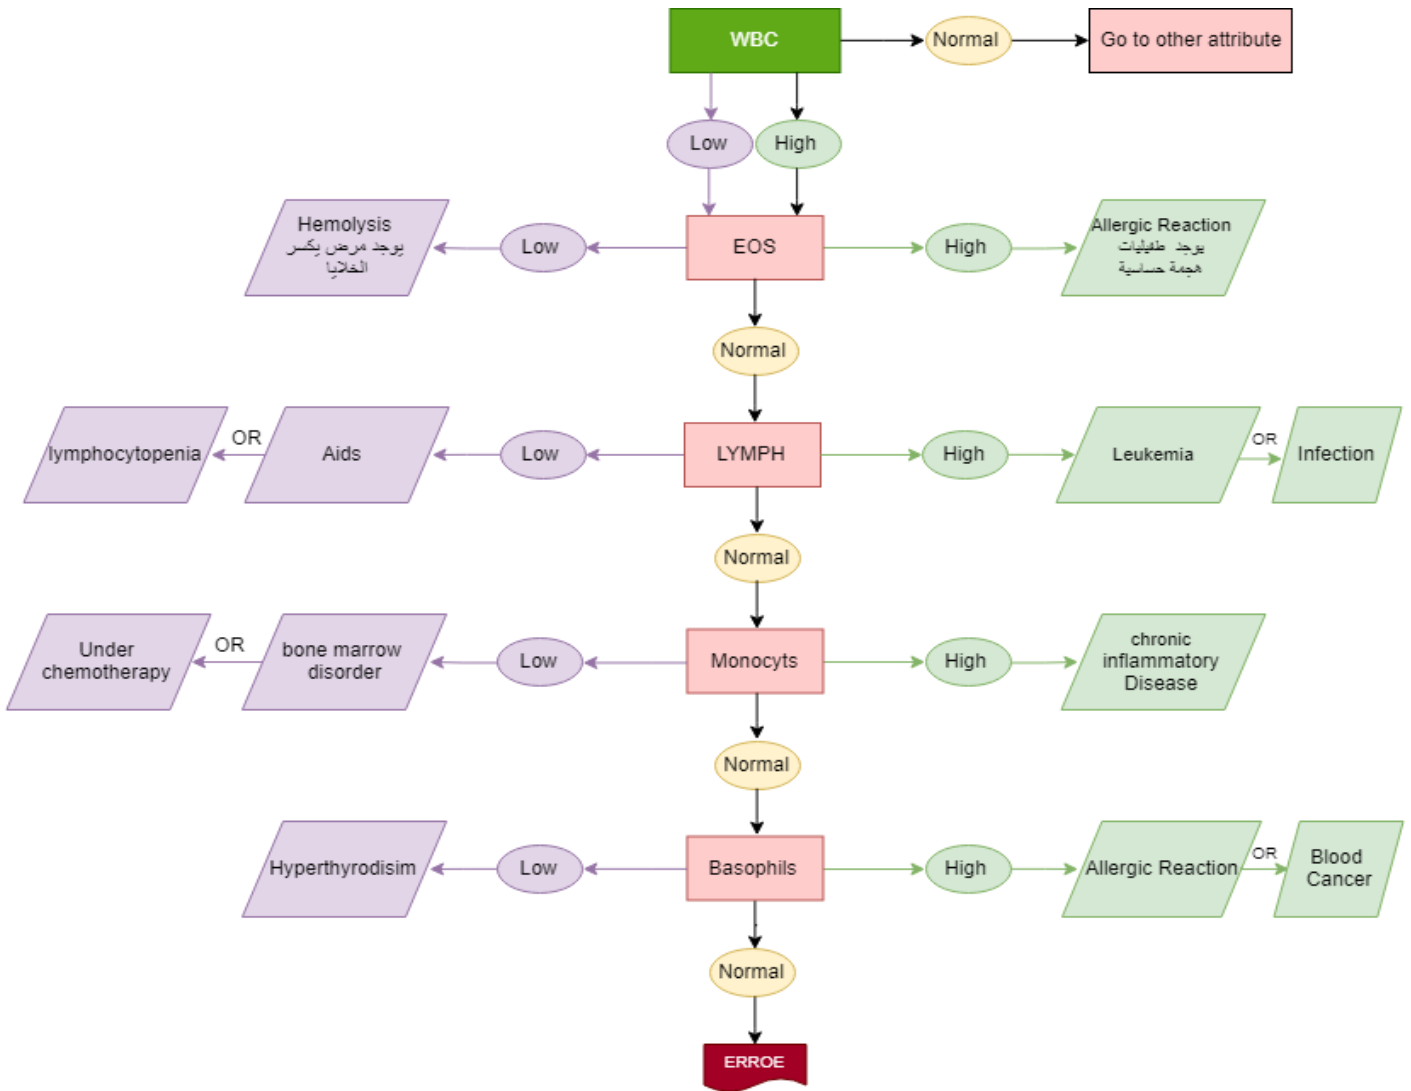 WBC
Normal
Go to other attribute
Low
High
Hemolysis
يوجد مرض يكسر
الخلايا
Low
EOS
High
Allergic Reaction
يوجد طفيليات
هجمة حساسية
Normal
lymphocytopenia
OR
Aids
Low
LYMPH
High
Leukemia
OR
Infection
Normal
Under
chemotherapy
OR
bone marrow
disorder
Low
Monocyts
High
chronic
inflammatory
Disease
Normal
Hyperthyrodisim
Low
Basophils
High
Allergic Reaction
OR
Blood
Cancer
Normal
ERROE